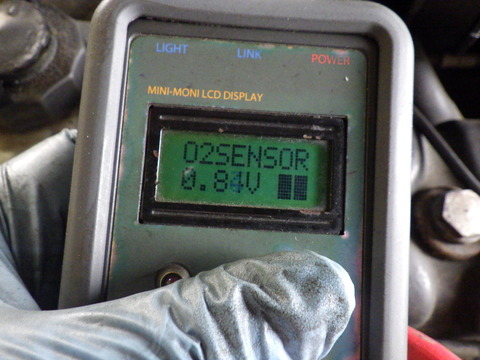 LIGHT LINK POWER
MINI-MONI LCD DISPLAY
O2SENSOR
0.84V